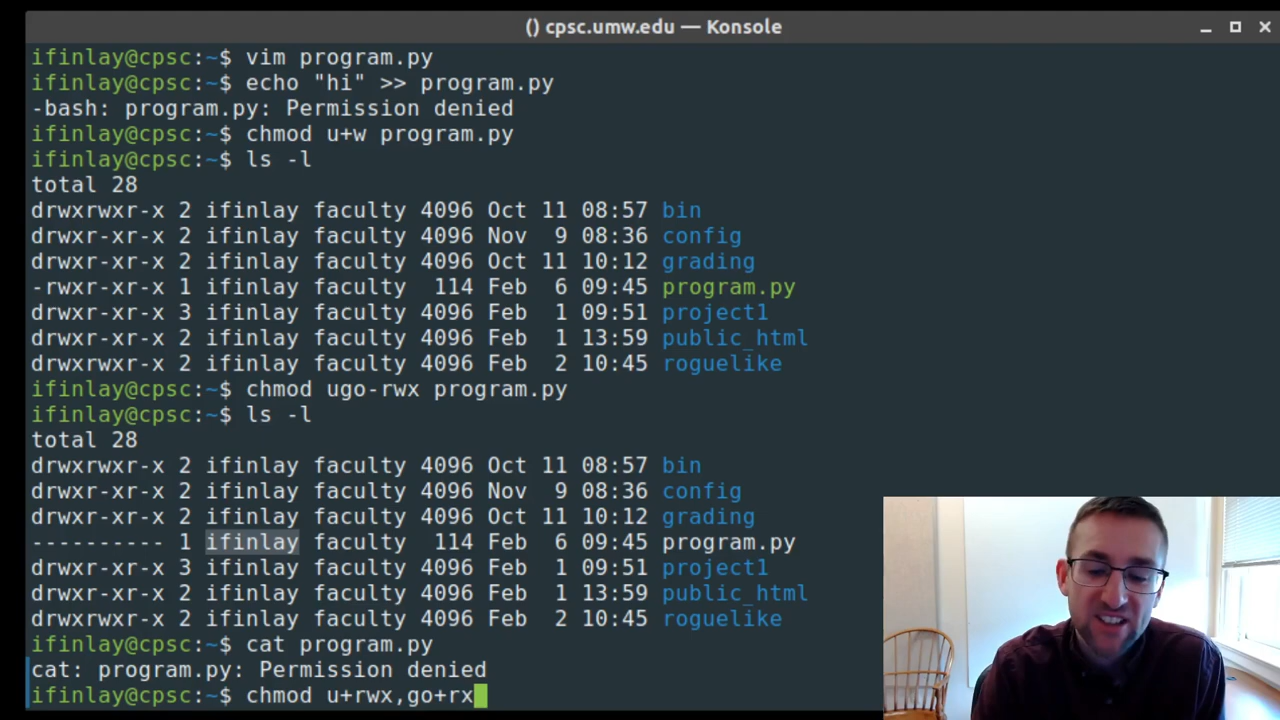 () cpsc.umw.edu — Konsole
ifinlay@cpsc:~$ vim program.py
ifinlay@cpsc:~$ echo "hi" >> program.py
-bash: program.py: Permission denied
ifinlay@cpsc:~$ chmod u+w program.py
ifinlay@cpsc:~$ ls -l
total 28
drwxrwxr-x 2 ifinlay faculty 4096 Oct 11 08:57 bin
drwxr-xr-x 2 ifinlay faculty 4096 Nov  9 08:36 config
drwxr-xr-x 2 ifinlay faculty 4096 Oct 11 10:12 grading
-rwxr-xr-x 1 ifinlay faculty  114 Feb  6 09:45 program.py
drwxr-xr-x 3 ifinlay faculty 4096 Feb  1 09:51 project1
drwxr-xr-x 2 ifinlay faculty 4096 Feb  1 13:59 public_html
drwxrwxr-x 2 ifinlay faculty 4096 Feb  2 10:45 roguelike
ifinlay@cpsc:~$ chmod ugo-rwx program.py
ifinlay@cpsc:~$ ls -l
total 28
drwxrwxr-x 2 ifinlay faculty 4096 Oct 11 08:57 bin
drwxr-xr-x 2 ifinlay faculty 4096 Nov  9 08:36 config
drwxr-xr-x 2 ifinlay faculty 4096 Oct 11 10:12 grading
---------- 1 ifinlay faculty  114 Feb  6 09:45 program.py
drwxr-xr-x 3 ifinlay faculty 4096 Feb  1 09:51 project1
drwxr-xr-x 2 ifinlay faculty 4096 Feb  1 13:59 public_html
drwxrwxr-x 2 ifinlay faculty 4096 Feb  2 10:45 roguelike
ifinlay@cpsc:~$ cat program.py
cat: program.py: Permission denied
ifinlay@cpsc:~$ chmod u+rwx,go+rx